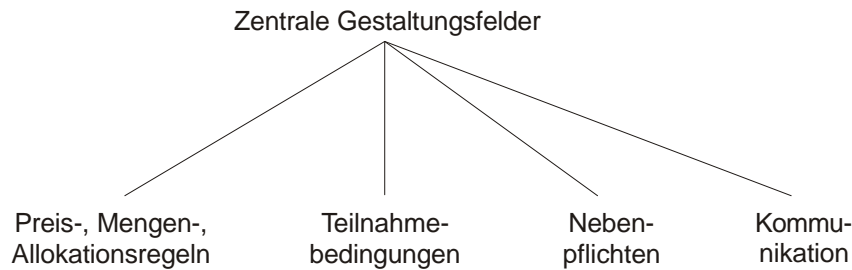 Zentrale Gestaltungsfelder
Preis-, Mengen-,
Allokationsregeln
Teilnahme-
bedingungen
Neben-
pflichten
Kommu-
nikation